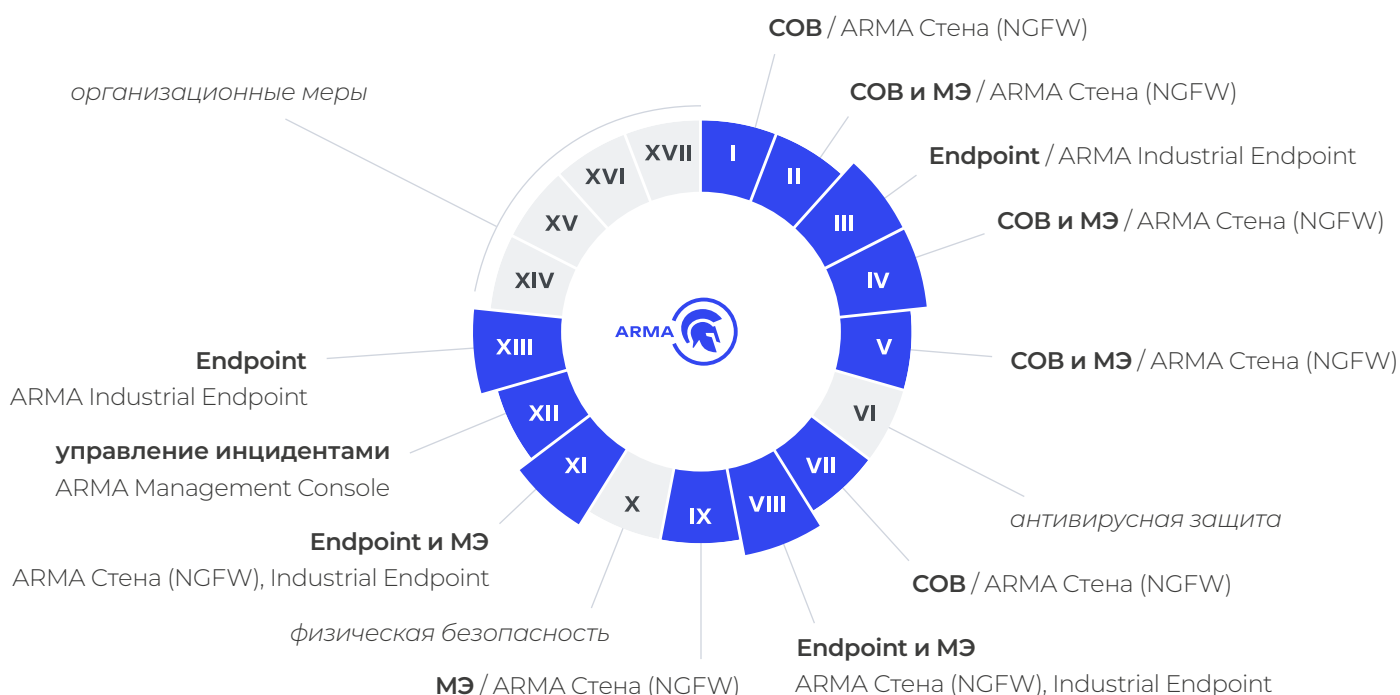 СОВ / ARMA Стена (NGFW)
организационные меры
СОВ и МЭ / ARMA Стена (NGFW)
XVII
I
Endpoint / ARMA Industrial Endpoint
XVI
II
XV
III
СОВ и МЭ / ARMA Стена (NGFW)
XIV
IV
ARMA
XIII
V
Endpoint
СОВ и МЭ / ARMA Стена (NGFW)
ARMA Industrial Endpoint
XII
VI
управление инцидентами
XI
VII
ARMA Management Console
X
IX
VIII
антивирусная защита
Endpoint и МЭ
ARMA Стена (NGFW), Industrial Endpoint
СОВ / ARMA Стена (NGFW)
физическая безопасность
Endpoint и МЭ
МЭ / ARMA Стена (NGFW)
ARMA Стена (NGFW), Industrial Endpoint